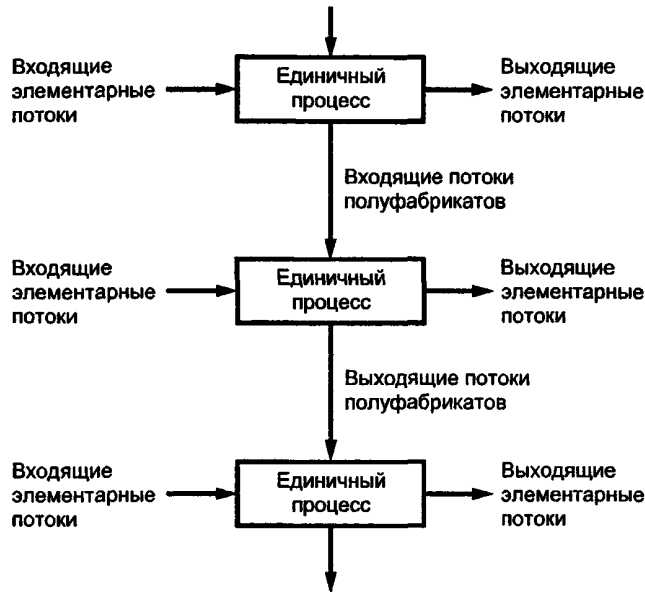 Входящие
элементарные
потоки
Единичный
процесс
Выходящие
элементарные
потоки
Входящие потоки
полуфабрикатов
Входящие
элементарные
потоки
Единичный
процесс
Выходящие
элементарные
потоки
Выходящие потоки
полуфабрикатов
Входящие
элементарные
потоки
Единичный
процесс
Выходящие
элементарные
потоки